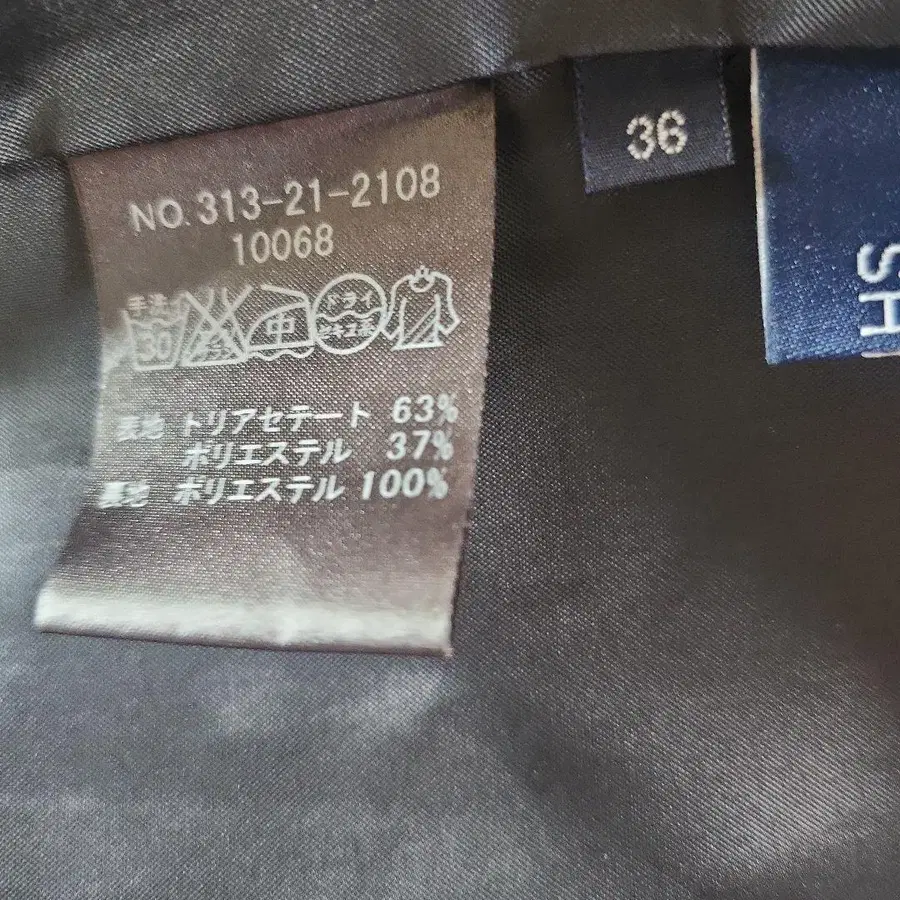 NO. 313-21-2108
10068
手洗イ
30
中
ドライ
表地 トリアセテート 63%
ポリエステル 37%
裏地 ポリエステル 100%
36
SH